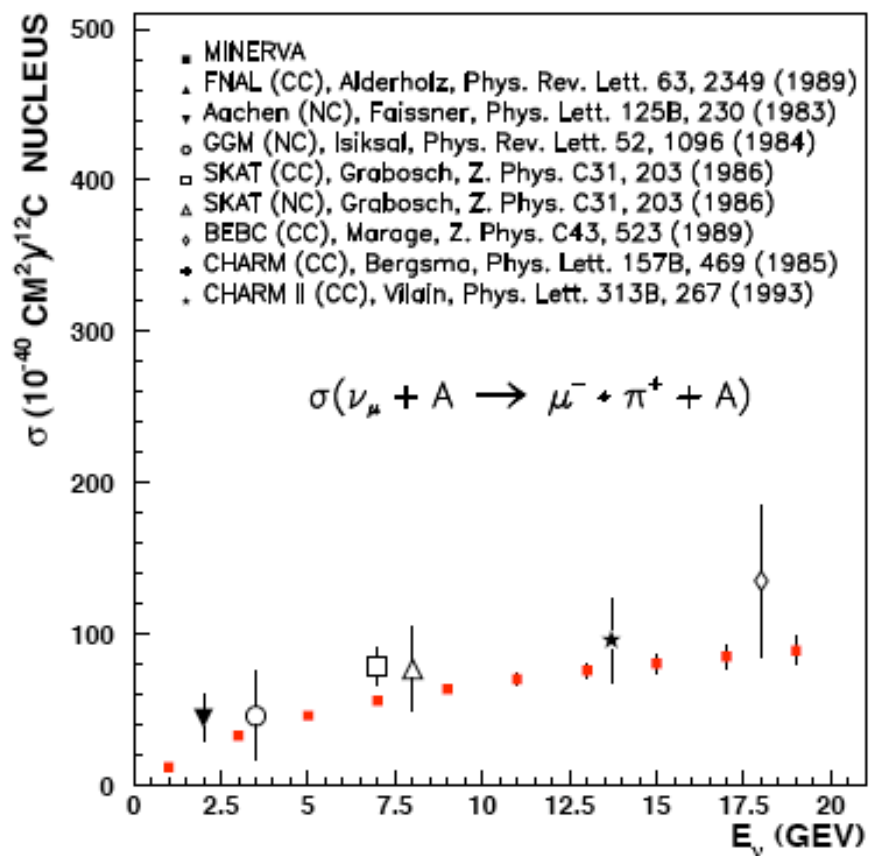 500
400
300
200
100
0
σ (10⁻⁴⁰ CM²/¹²C NUCLEUS
MINERVA
FNAL (CC), Alderholz, Phys. Rev. Lett. 63, 2349 (1989)
Aachen (NC), Faissner, Phys. Lett. 125B, 230 (1983)
GGM (NC), Isiksal, Phys. Rev. Lett. 52, 1096 (1984)
SKAT (CC), Grabosch, Z. Phys. C31, 203 (1986)
SKAT (NC), Grabosch, Z. Phys. C31, 203 (1986)
BEBC (CC), Marage, Z. Phys. C43, 523 (1989)
CHARM (CC), Bergsma, Phys. Lett. 157B, 469 (1985)
CHARM II (CC), Vilain, Phys. Lett. 313B, 267 (1993)
σ(ν_μ + A → μ⁻ + π⁺ + A)
0 2.5 5 7.5 10 12.5 15 17.5 20
E_ν (GEV)